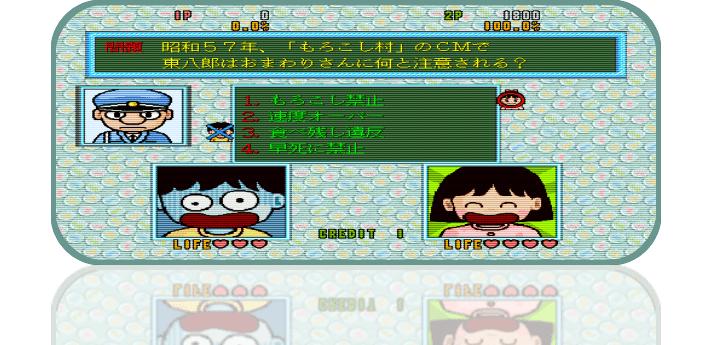 1P 0 2P 1800
0.0% 100.0%
問題 昭和57年、「もろこし村」のCMで
東八郎はおまわりさんに何と注意される?
1. もろこし禁止
2. 速度オーバー
3. 食べ残し違反
4. 早死に禁止
CREDIT 1
LIFE LIFE